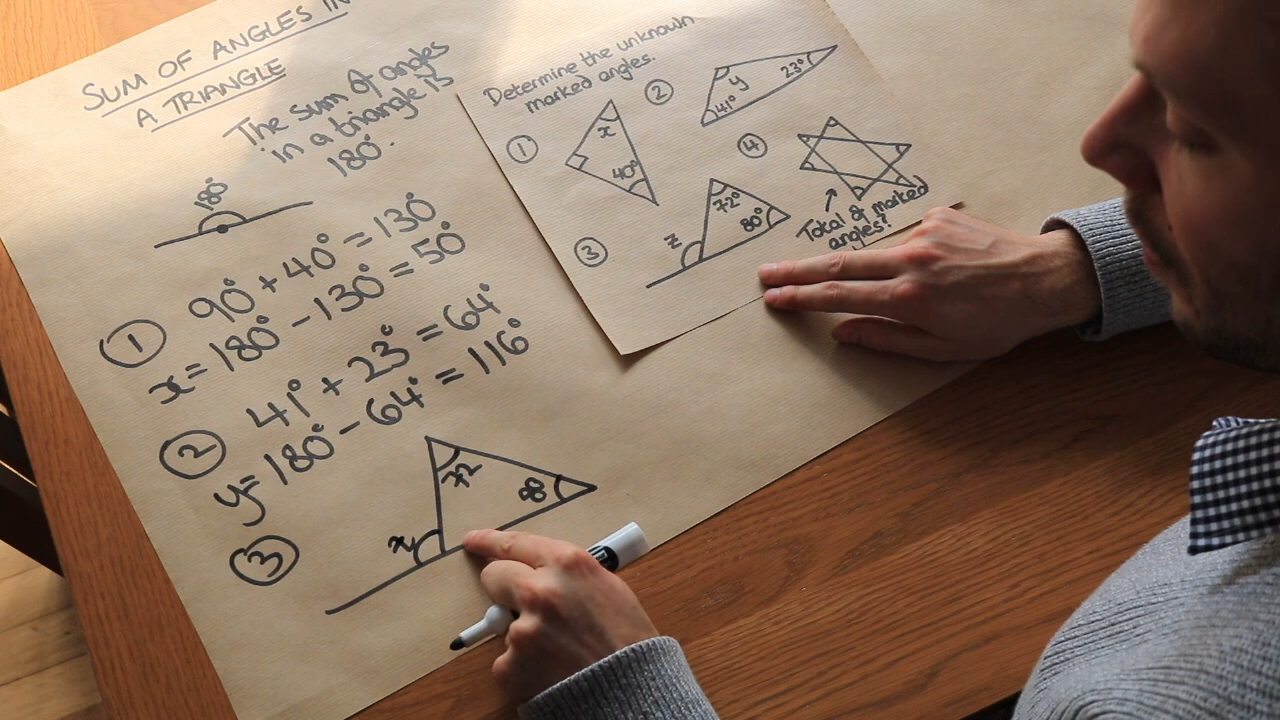 SUM OF ANGLES IN
A TRIANGLE
The sum of angles
in a triangle is
180°.
180°
① 90° + 40° = 130°
x = 180° - 130° = 50°
② 41° + 23° = 64°
y = 180° - 64° = 116°
③
72
80
z
Determine the unknown
marked angles.
①
x
40°
②
y
23°
41°
③
72°
80°
z
④
Total of marked
angles?